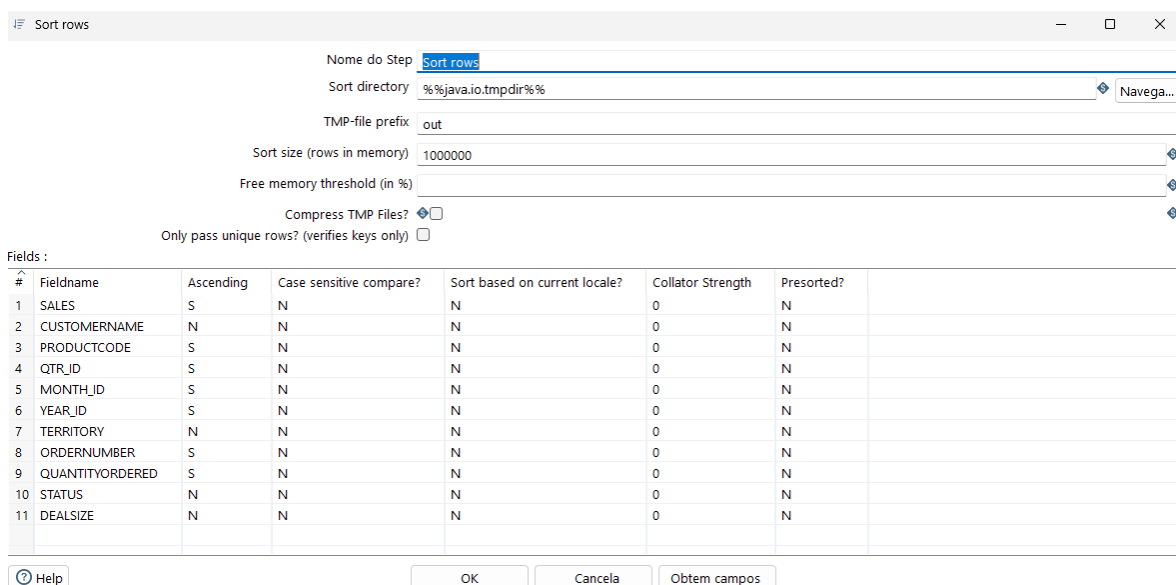 Sort rows
Nome do Step Sort rows
Sort directory %%java.io.tmpdir%% Navega...
TMP-file prefix out
Sort size (rows in memory) 1000000
Free memory threshold (in %)
Compress TMP Files?
Only pass unique rows? (verifies keys only)
Fields :
# Fieldname Ascending Case sensitive compare? Sort based on current locale? Collator Strength Presorted?
1 SALES S N N 0 N
2 CUSTOMERNAME N N N 0 N
3 PRODUCTCODE S N N 0 N
4 QTR_ID S N N 0 N
5 MONTH_ID S N N 0 N
6 YEAR_ID S N N 0 N
7 TERRITORY N N N 0 N
8 ORDERNUMBER S N N 0 N
9 QUANTITYORDERED S N N 0 N
10 STATUS N N N 0 N
11 DEALSIZE N N N 0 N
Help OK Cancela Obtem campos